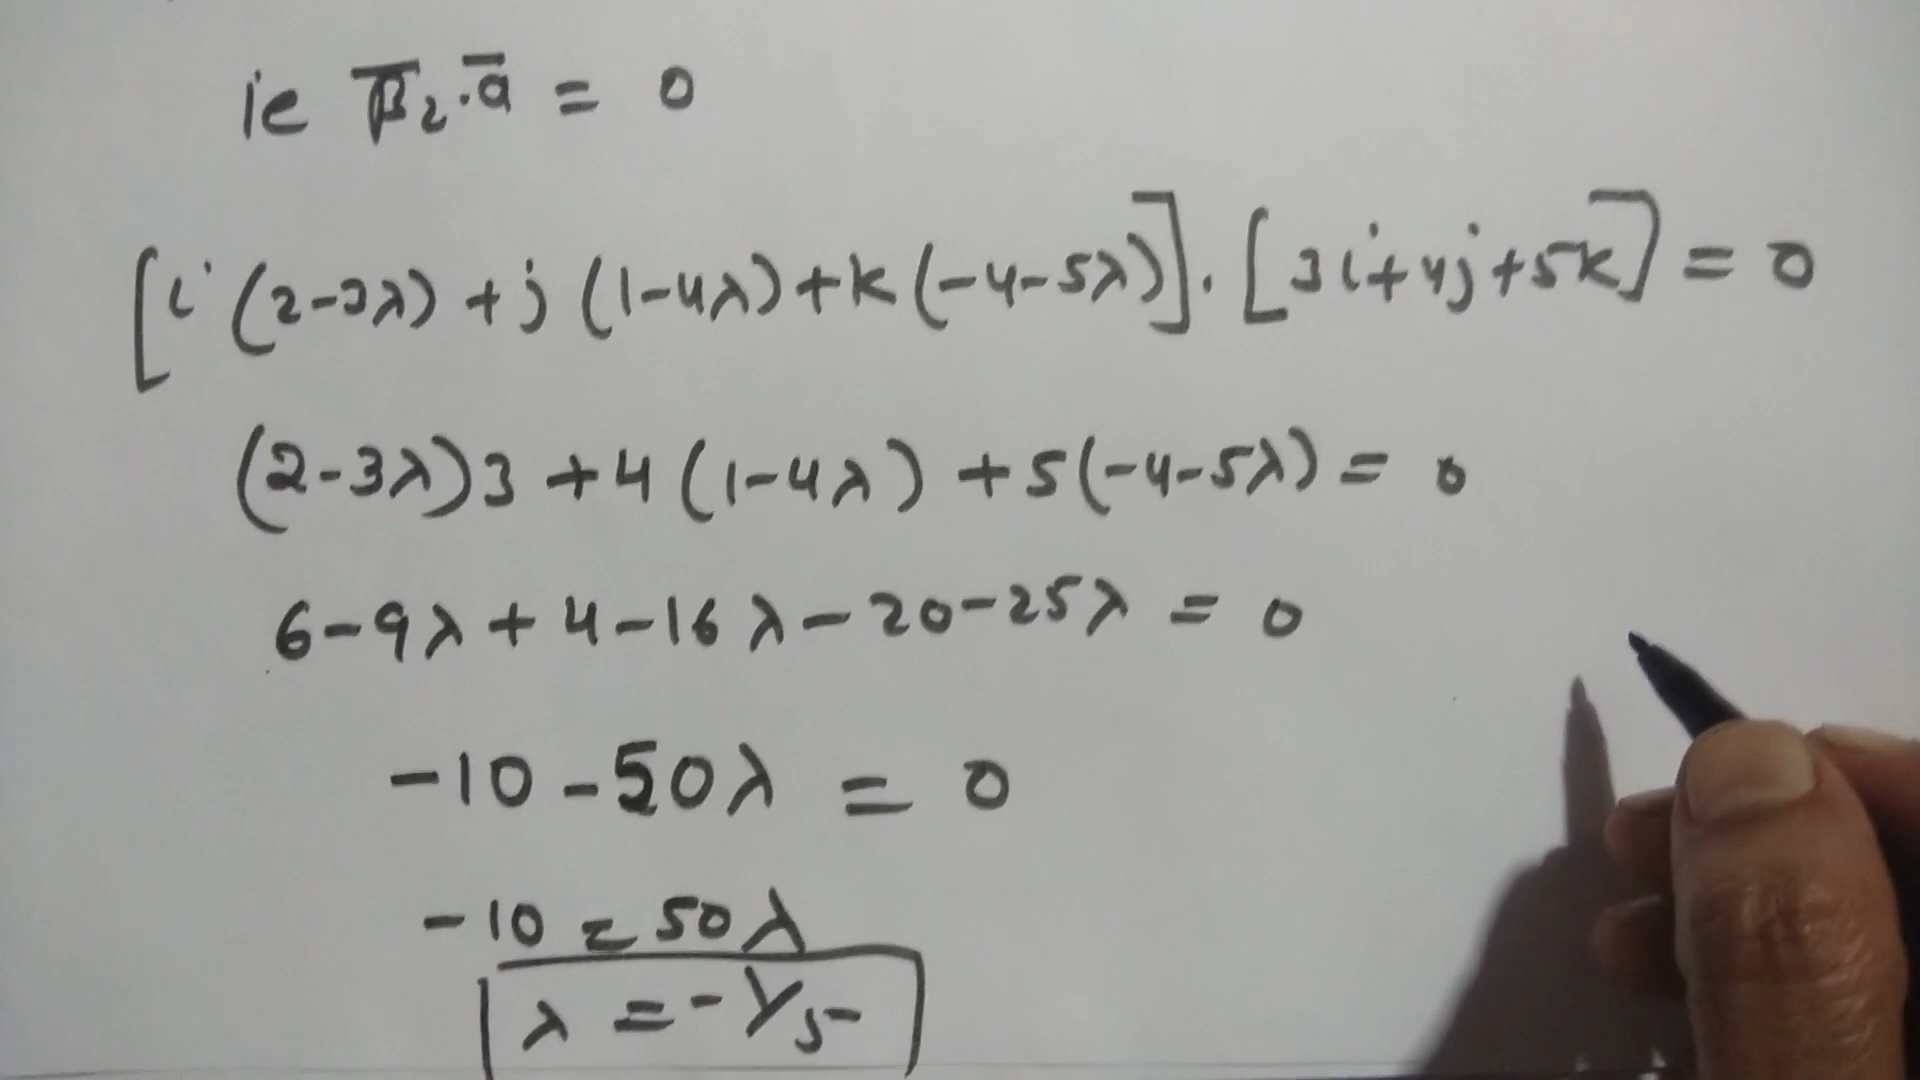 ie β̅₂.a̅ = 0
[i(2-3λ)+j(1-4λ)+k(-4-5λ)].[3i+4j+5k] = 0
(2-3λ)3+4(1-4λ)+5(-4-5λ) = 0
6-9λ+4-16λ-20-25λ = 0
-10-50λ = 0
-10 = 50λ
λ = -1/5